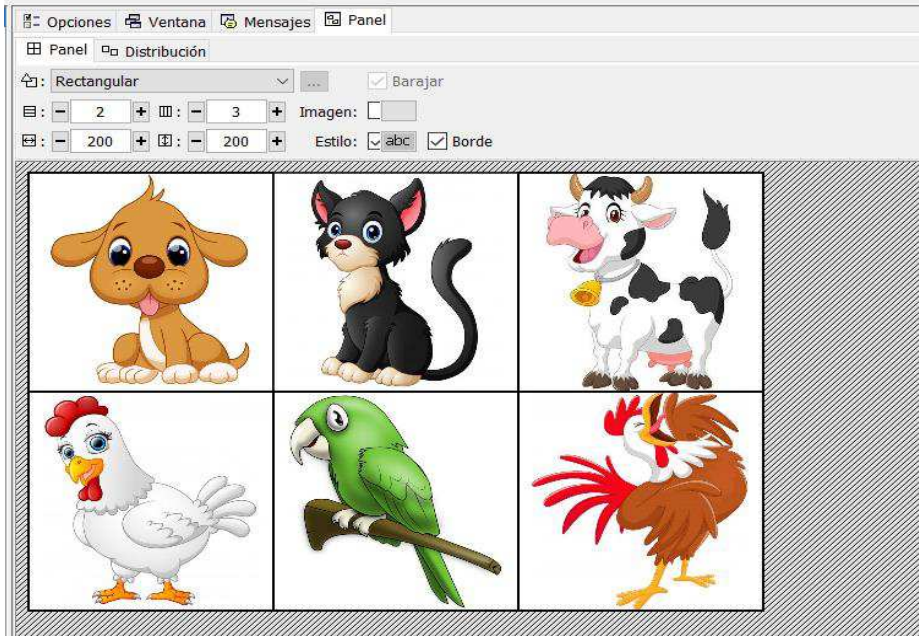 Opciones Ventana Mensajes Panel
Panel Distribución
: Rectangular ... Barajar
: − 2 + : − 3 + Imagen:
: − 200 + : − 200 + Estilo: abc Borde